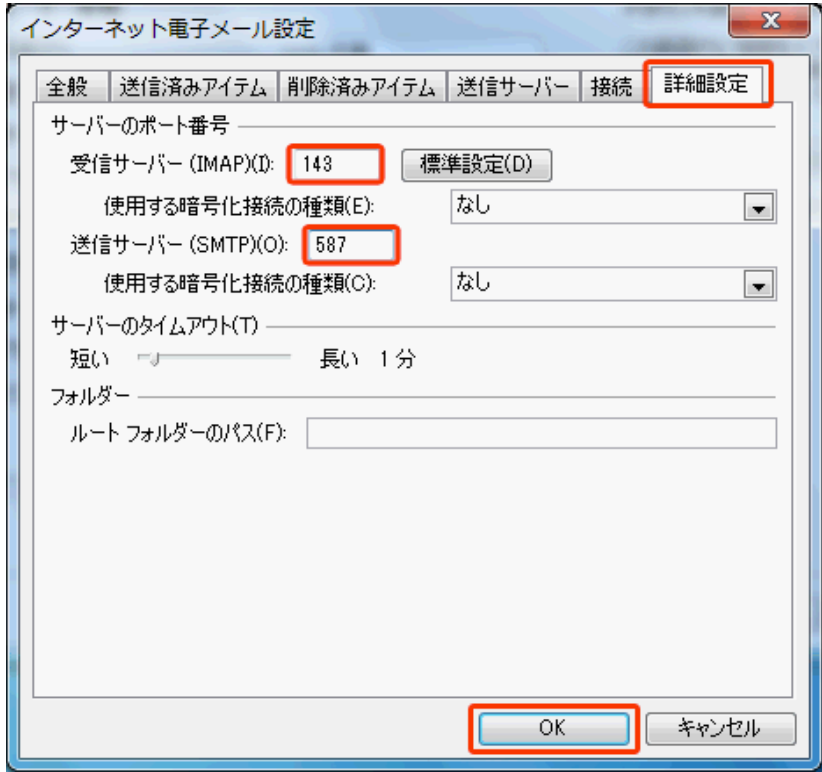 インターネット電子メール設定
全般 送信済みアイテム 削除済みアイテム 送信サーバー 接続 詳細設定
サーバーのポート番号
受信サーバー (IMAP)(I): 143 標準設定(D)
使用する暗号化接続の種類(E): なし
送信サーバー (SMTP)(O): 587
使用する暗号化接続の種類(C): なし
サーバーのタイムアウト(T)
短い 長い 1 分
フォルダー
ルート フォルダーのパス(F):
OK キャンセル